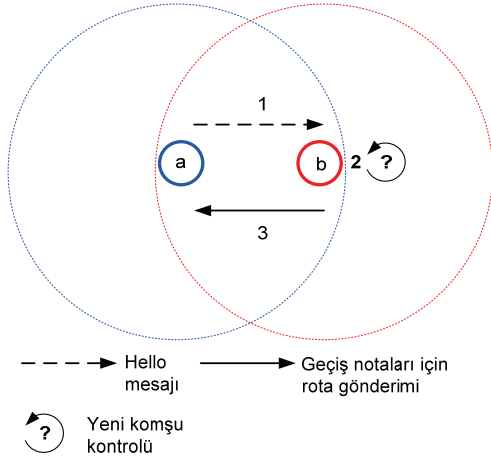 1
a
b
2
?
3
Hello
mesajı
Geçiş notaları için
rota gönderimi
?
Yeni komşu
kontrolü